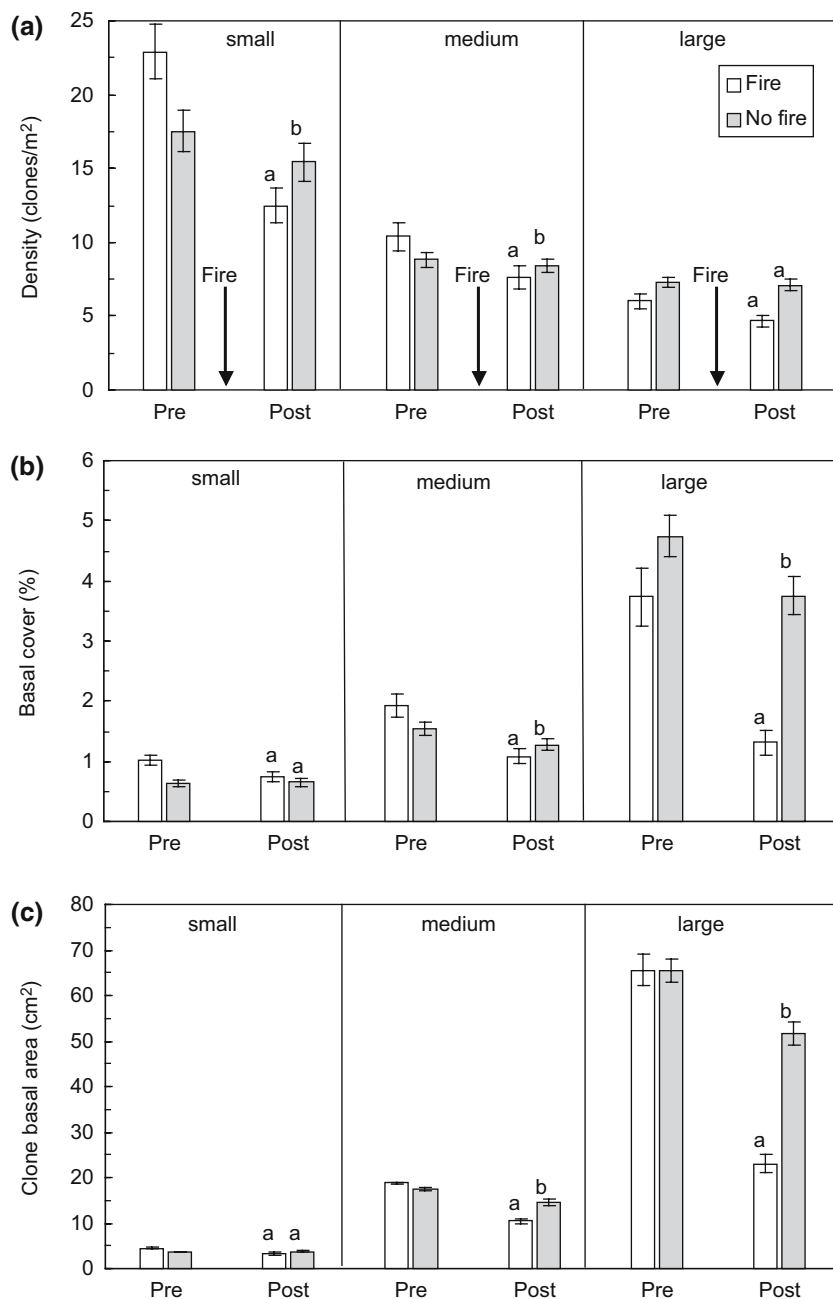 (a)
small
medium
large
Fire
No fire
Density (clones/m²)
25
20
15
10
5
0
a
b
a
b
a
a
Fire
Fire
Fire
Pre
Post
Pre
Post
Pre
Post
(b)
small
medium
large
Basal cover (%)
6
5
4
3
2
1
0
a
a
a
b
a
b
Pre
Post
Pre
Post
Pre
Post
(c)
small
medium
large
Clone basal area (cm²)
80
70
60
50
40
30
20
10
0
a
a
a
b
a
b
Pre
Post
Pre
Post
Pre
Post